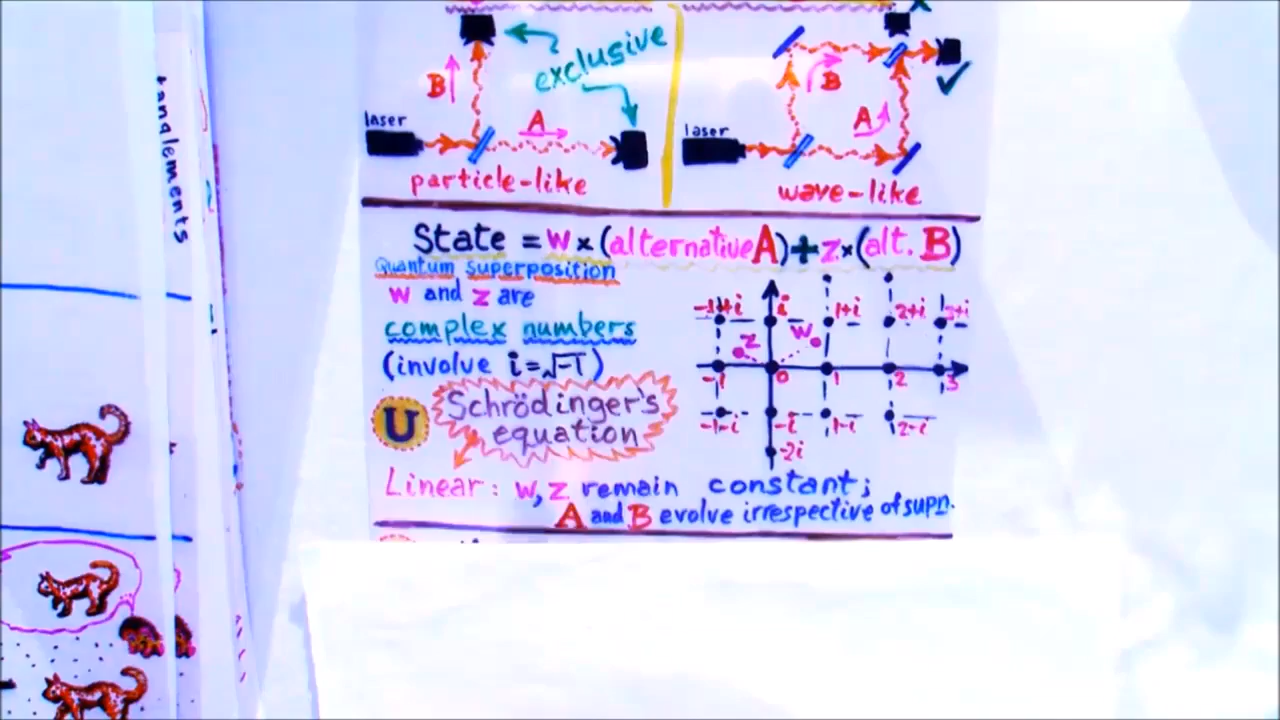 tanglements
exclusive
B
laser
A
particle-like
laser
B
A
wave-like
State = w × (alternative A) + z × (alt. B)
Quantum superposition
w and z are
complex numbers
(involve i=√-1)
U
Schrödinger's
equation
-1+i i 1+i 2+i 3+i
z w
-1 0 1 2 3
-1-i -i 1-i 2-i
-2i
Linear: w, z remain constant;
A and B evolve irrespective of supn.